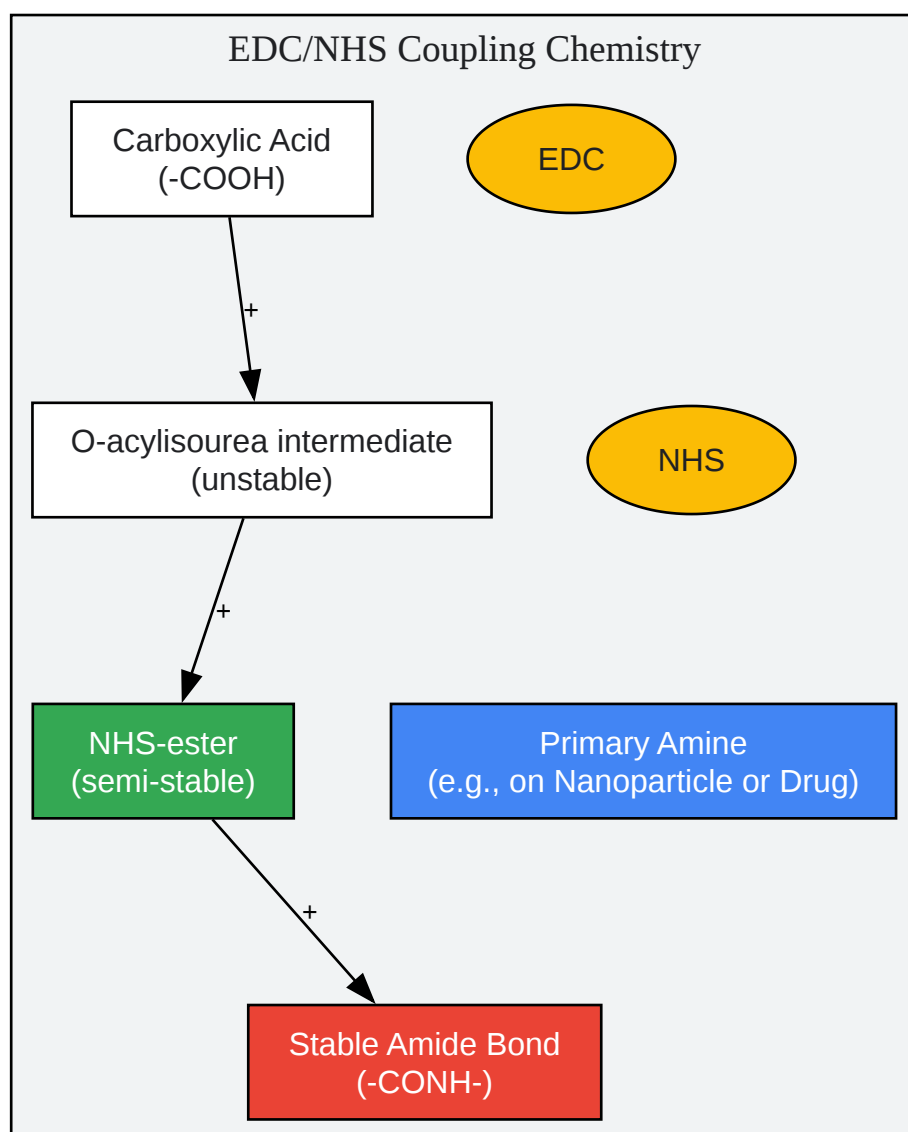 EDC/NHS Coupling Chemistry
Carboxylic Acid
(-COOH)
EDC
+
O-acylisourea intermediate
(unstable)
NHS
+
NHS-ester
(semi-stable)
Primary Amine
(e.g., on Nanoparticle or Drug)
+
Stable Amide Bond
(-CONH-)